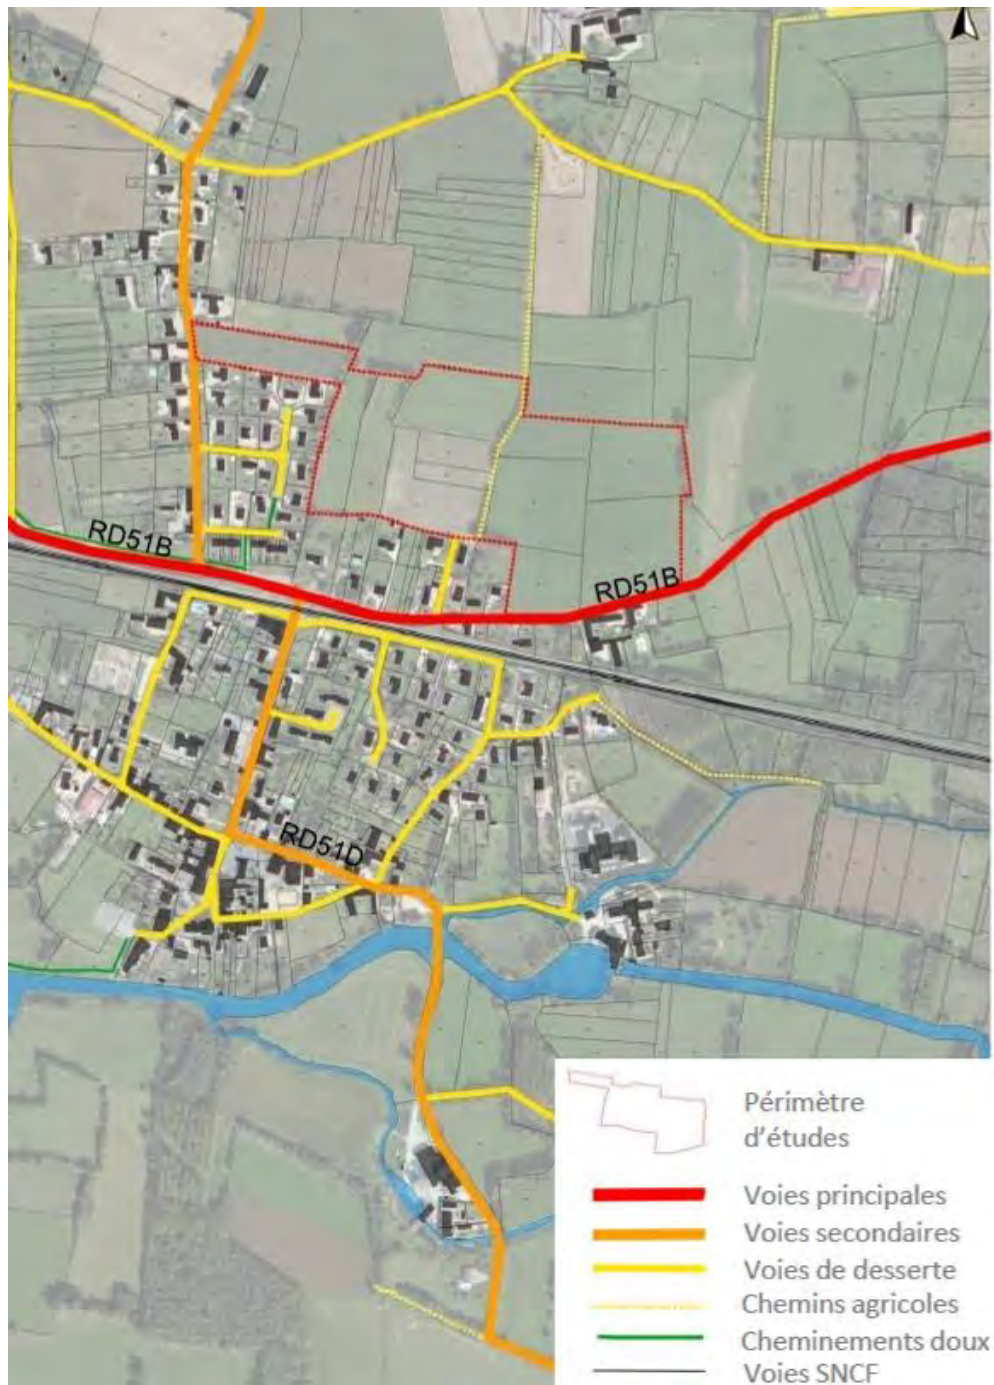 RD51B
RD51B
RD51D
Périmètre
d'études
Voies principales
Voies secondaires
Voies de desserte
Chemins agricoles
Cheminements doux
Voies SNCF